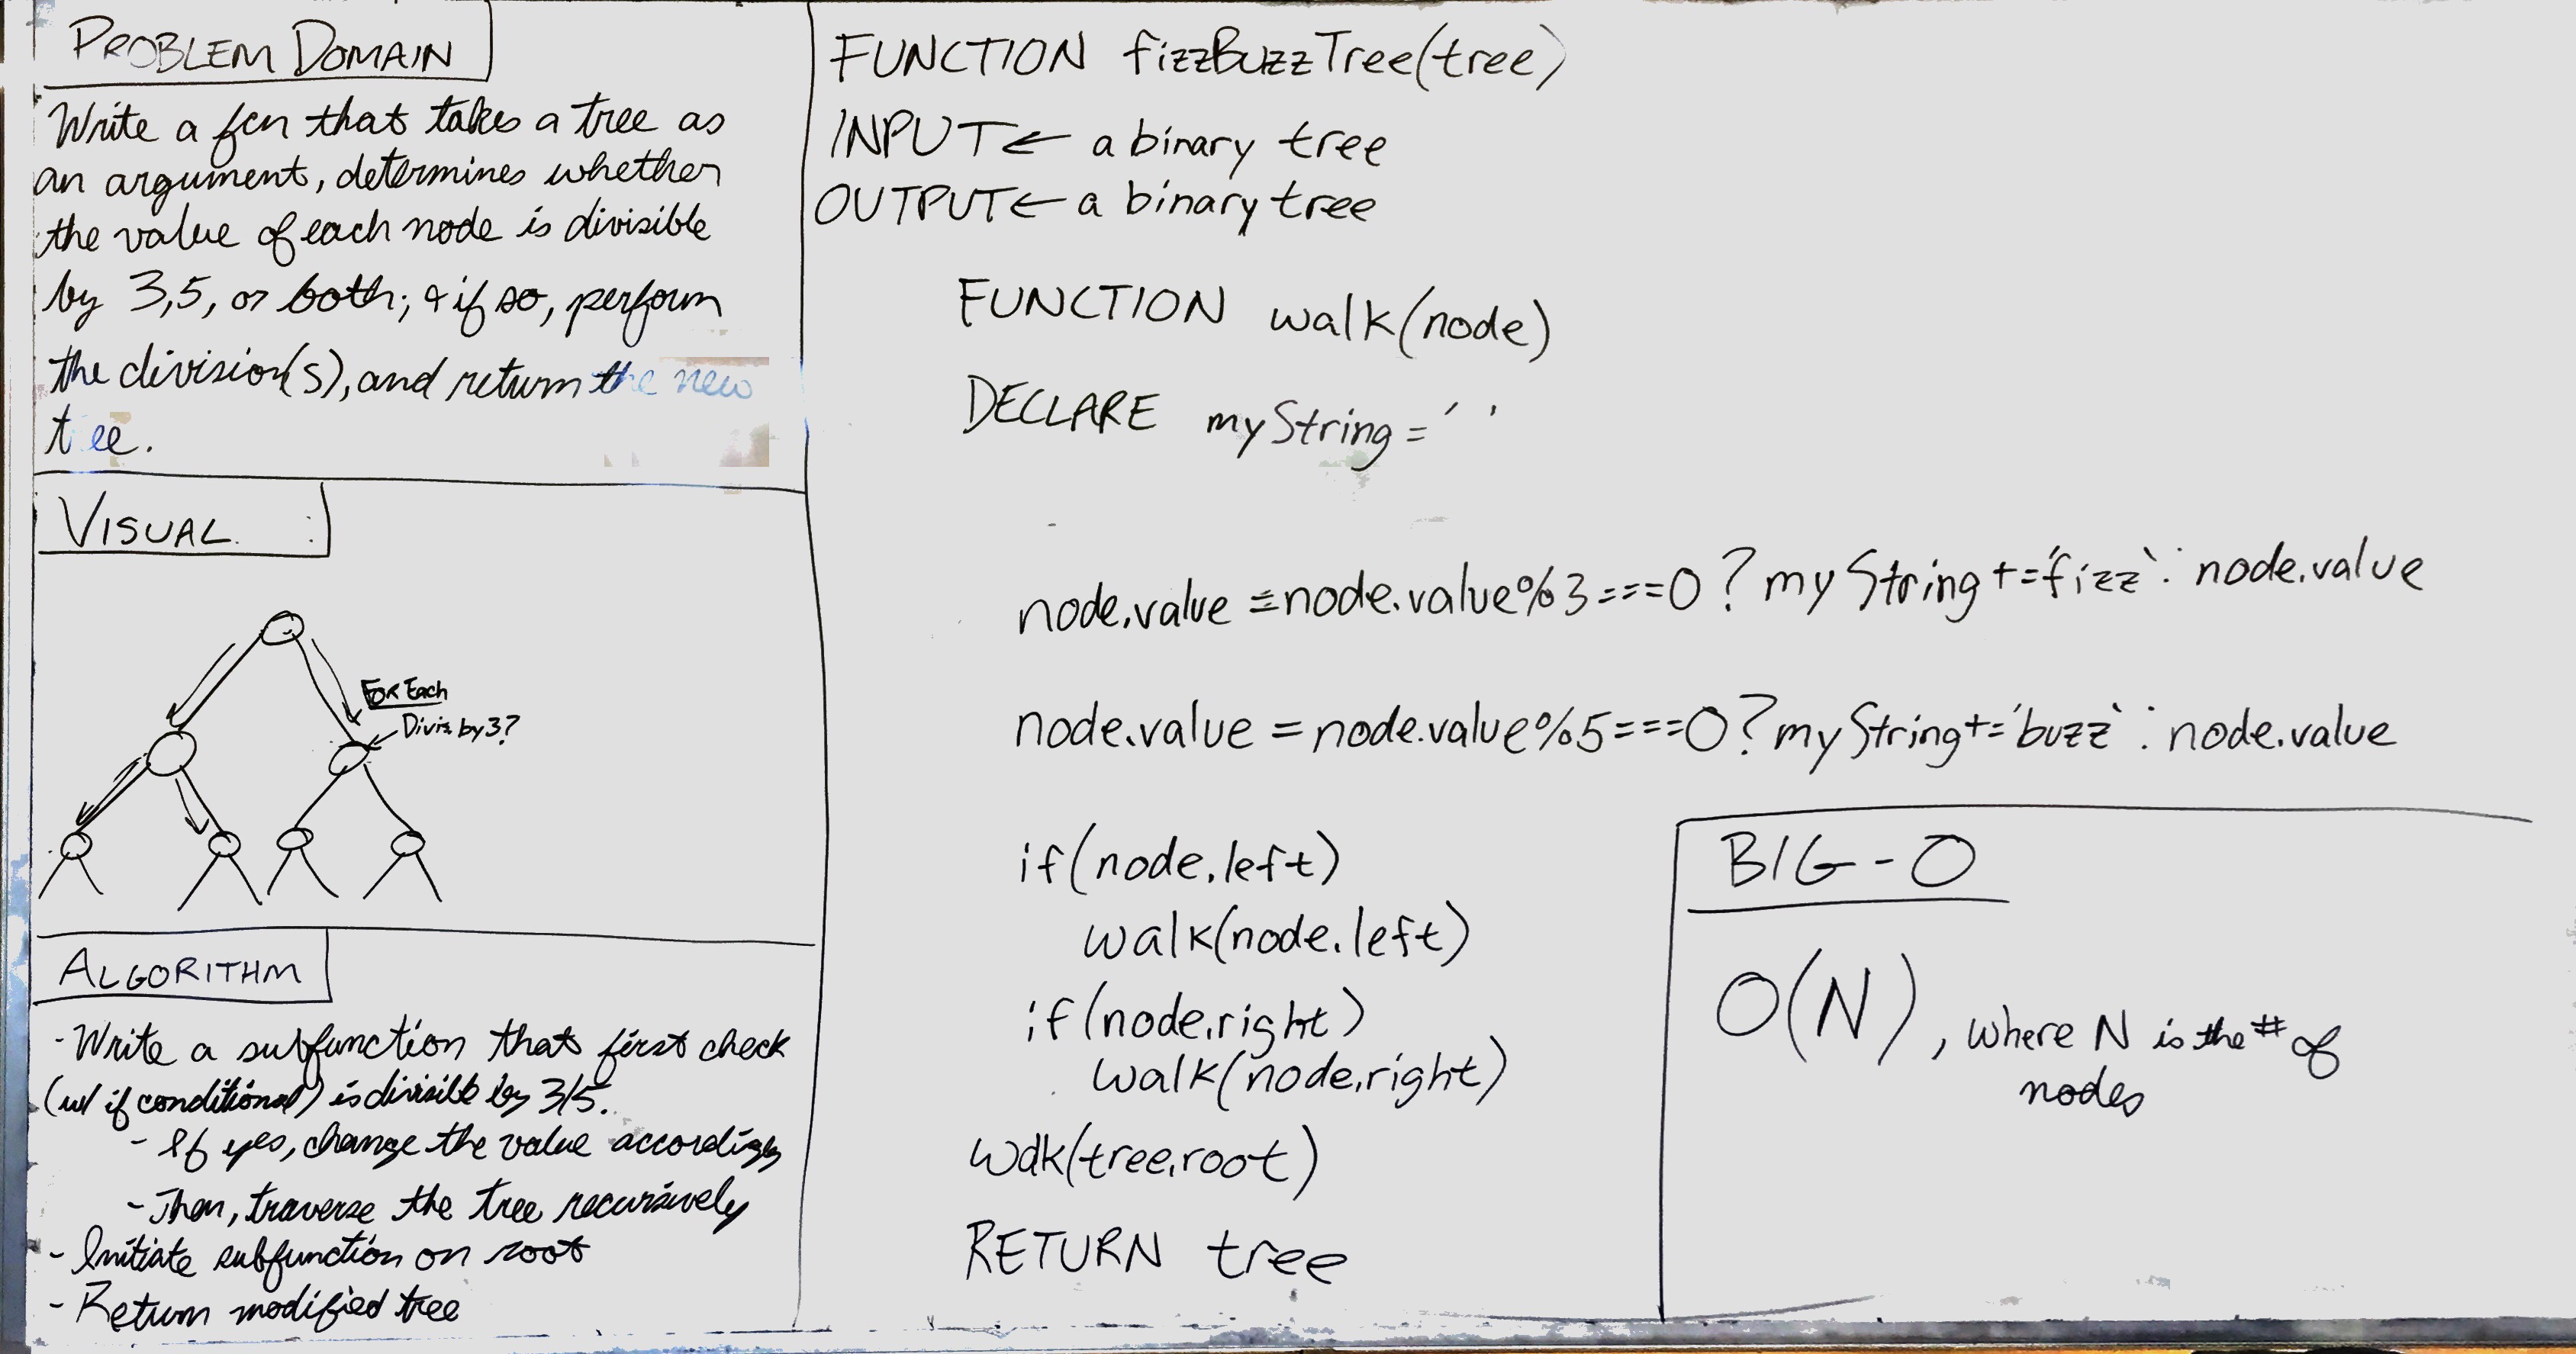 PROBLEM DOMAIN
Write a fcn that takes a tree as
an argument, determines whether
the value of each node is divisible
by 3,5, or both; & if so, perform
the division(s), and return the new
t ee.
VISUAL
FOR EACH
Divis. by 3?
ALGORITHM
- Write a subfunction that first check
(w/ if conditional) is divisible by 3/5.
- If yes, change the value accordingly
- Then, traverse the tree recursively
- Initiate subfunction on root
- Return modified tree
FUNCTION fizzBuzzTree(tree)
INPUT ← a binary tree
OUTPUT ← a binary tree
FUNCTION walk(node)
DECLARE myString = ' '
node.value = node.value%3===0 ? myString+='fizz' : node.value
node.value = node.value%5===0 ? myString+='buzz' : node.value
if(node.left)
walk(node.left)
if(node.right)
walk(node.right)
walk(tree.root)
RETURN tree
BIG-O
O(N), where N is the # of
nodes